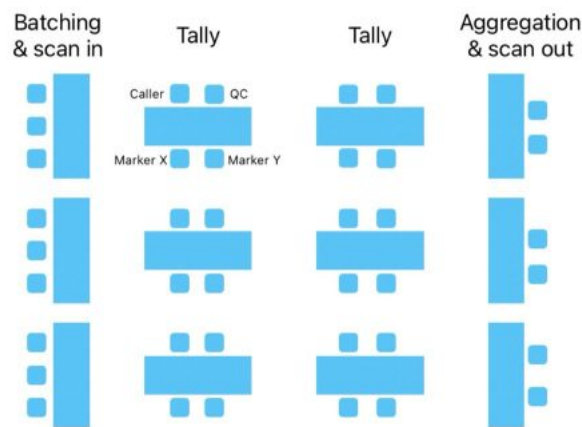 Batching
& scan in
Tally
Tally
Aggregation
& scan out
Caller
QC
Marker X
Marker Y